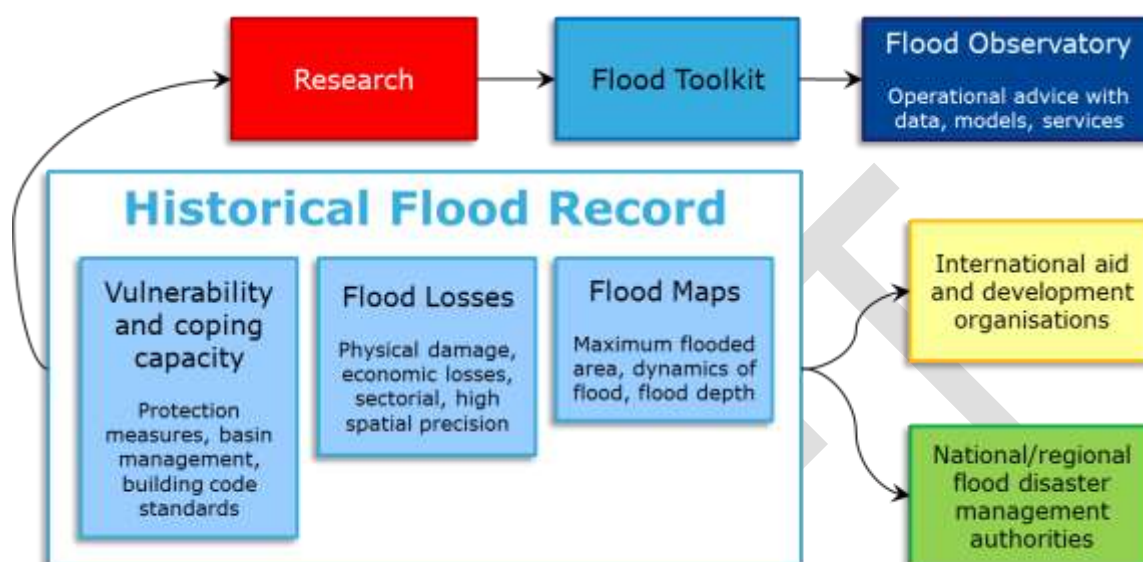 Research
Flood Toolkit
Flood Observatory
Operational advice with
data, models, services
Historical Flood Record
Vulnerability
and coping
capacity
Protection
measures, basin
management,
building code
standards
Flood Losses
Physical damage,
economic losses,
sectorial, high
spatial precision
Flood Maps
Maximum flooded
area, dynamics of
flood, flood depth
International aid
and development
organisations
National/regional
flood disaster
management
authorities